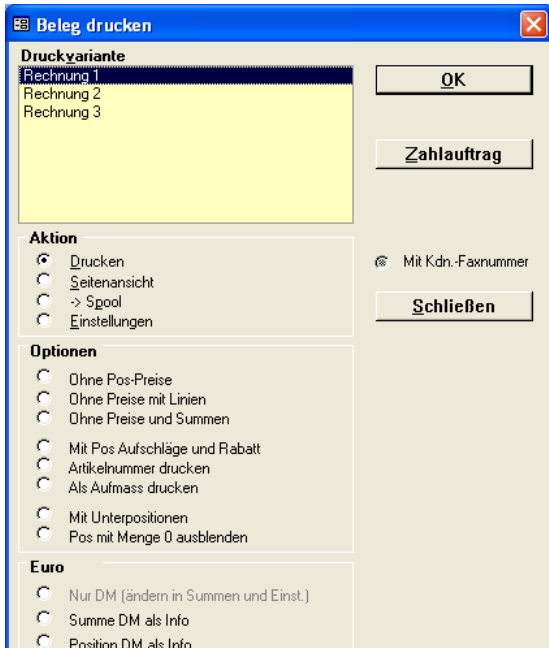 Beleg drucken
Druckvariante
Rechnung 1
Rechnung 2
Rechnung 3
OK
Zahlauftrag
Aktion
Drucken
Seitenansicht
-> Spool
Einstellungen
Mit Kdn.-Faxnummer
Schließen
Optionen
Ohne Pos-Preise
Ohne Preise mit Linien
Ohne Preise und Summen
Mit Pos Aufschläge und Rabatt
Artikelnummer drucken
Als Aufmass drucken
Mit Unterpositionen
Pos mit Menge 0 ausblenden
Euro
Nur DM (ändern in Summen und Einst.)
Summe DM als Info
Position DM als Info